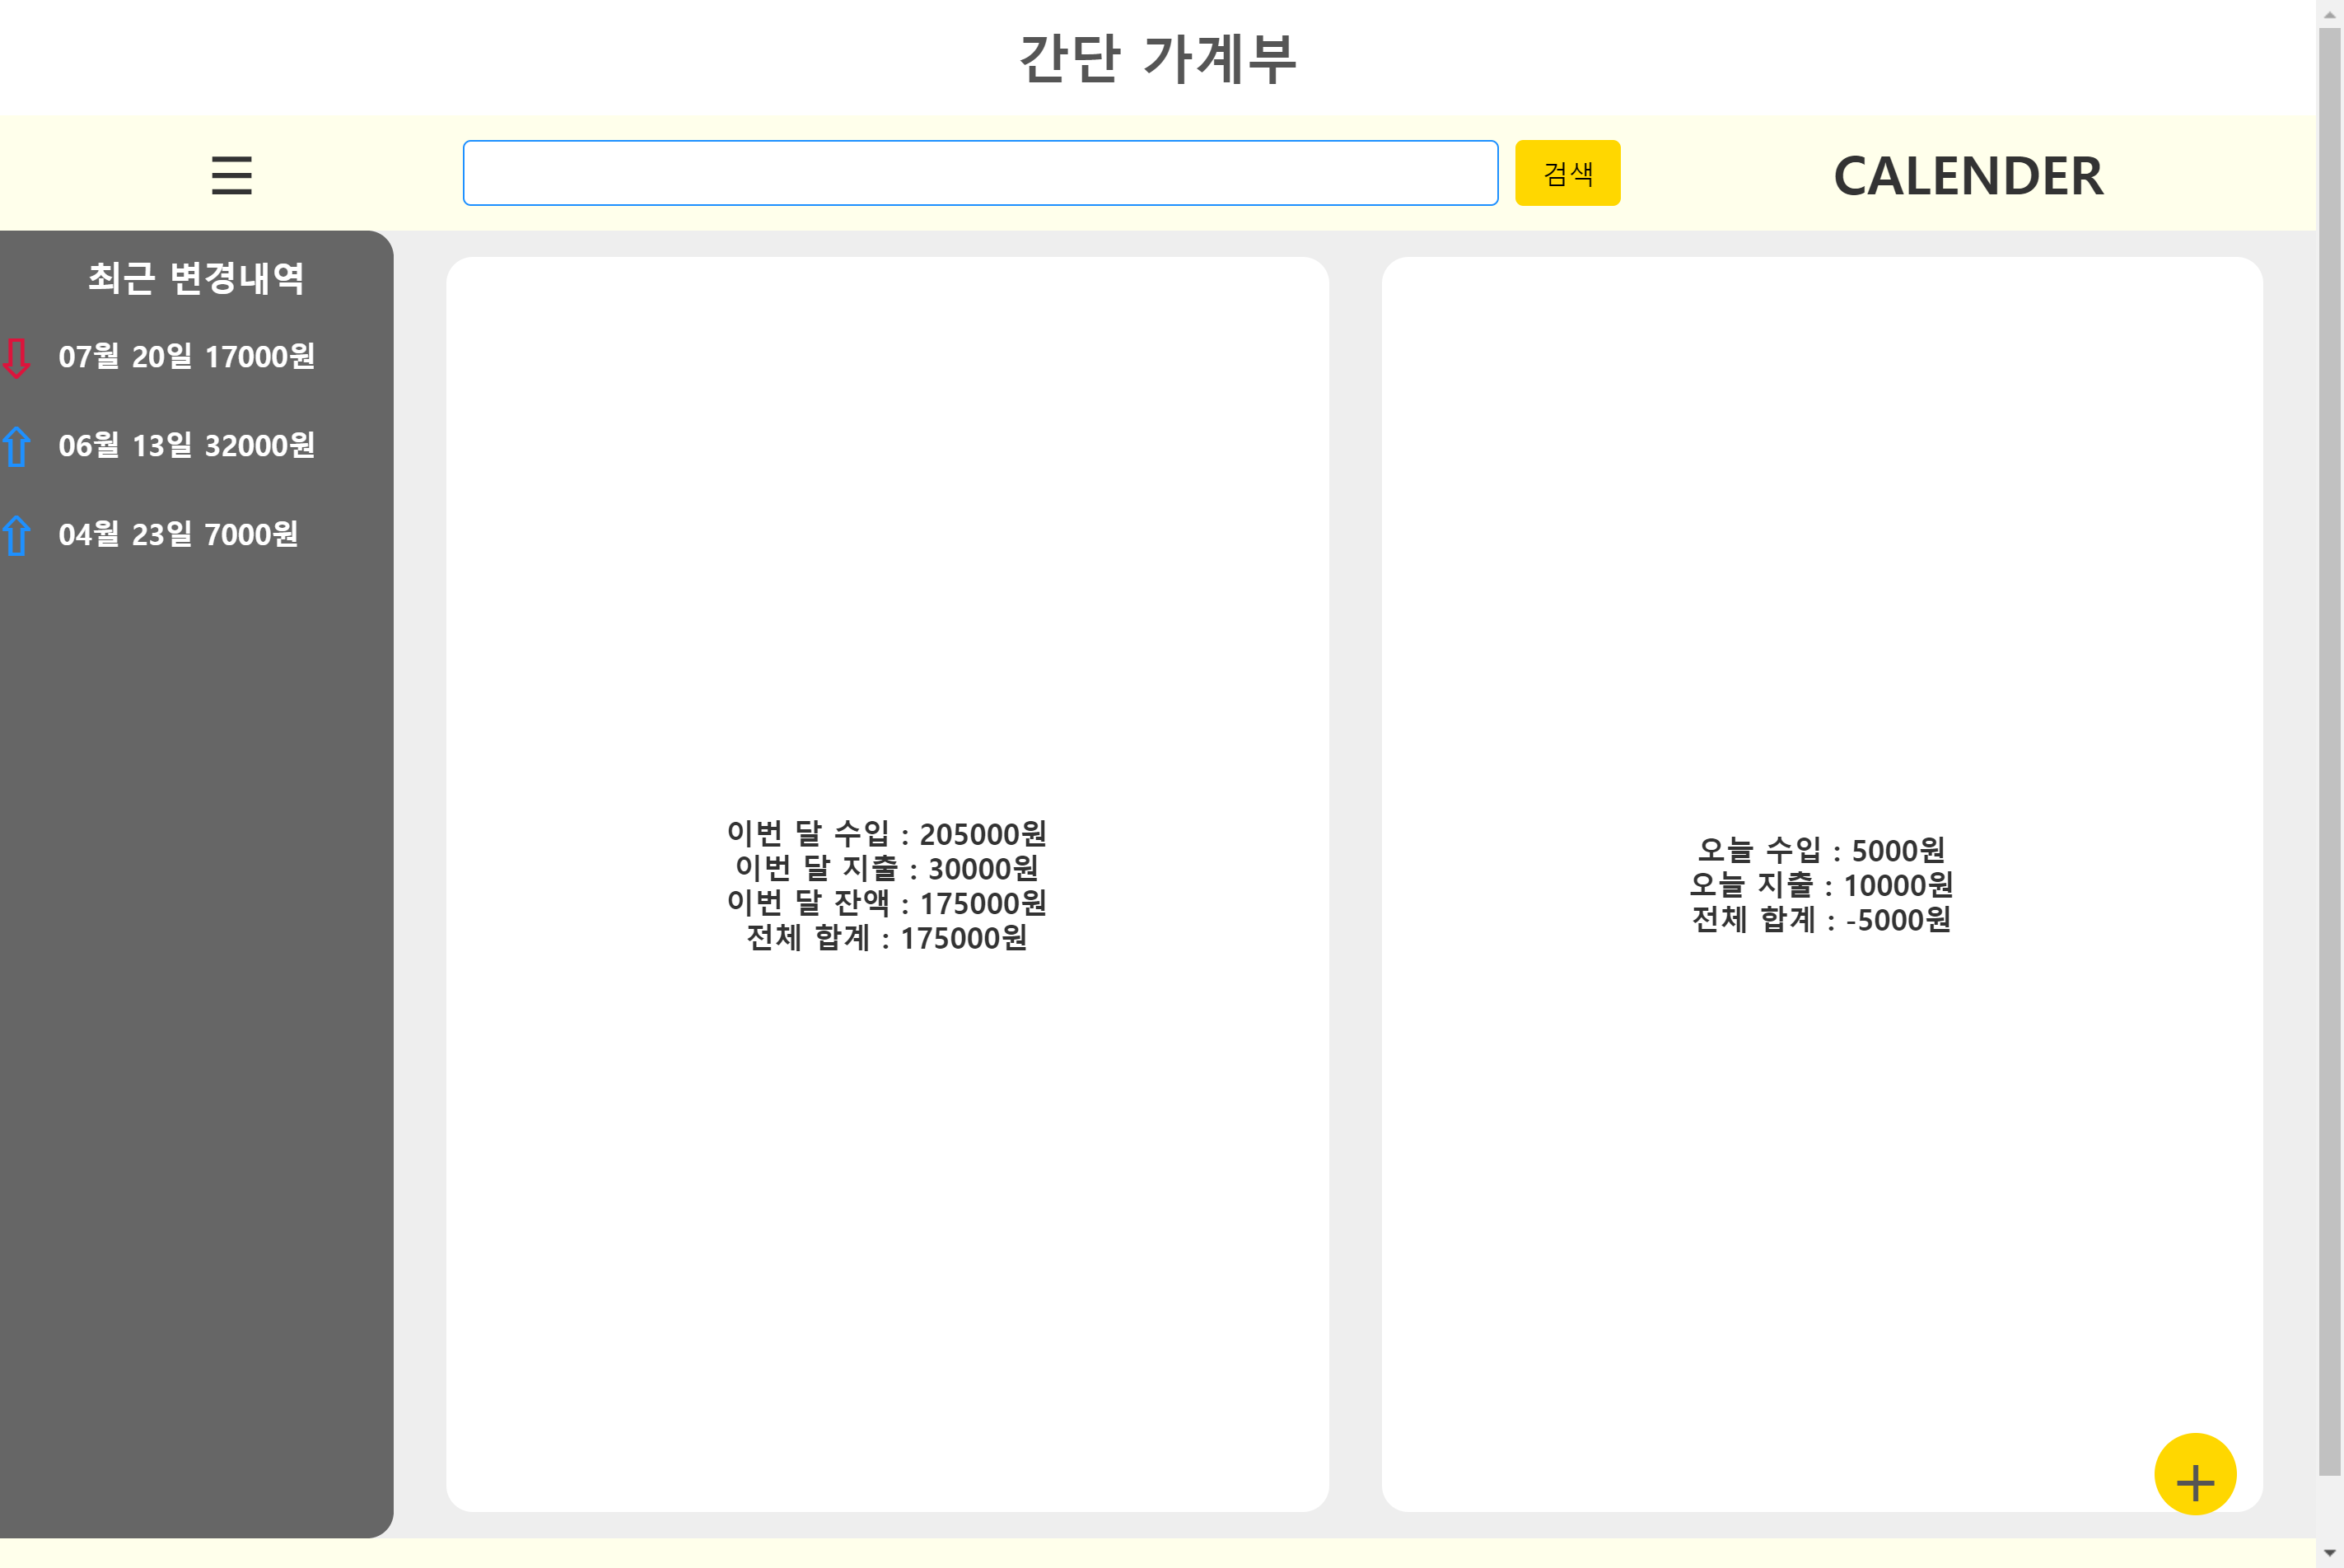 간단 가계부
☰
검색
CALENDER
최근 변경내역
⇩ 07월 20일 17000원
⇧ 06월 13일 32000원
⇧ 04월 23일 7000원
이번 달 수입 : 205000원
이번 달 지출 : 30000원
이번 달 잔액 : 175000원
전체 합계 : 175000원
오늘 수입 : 5000원
오늘 지출 : 10000원
전체 합계 : -5000원
+